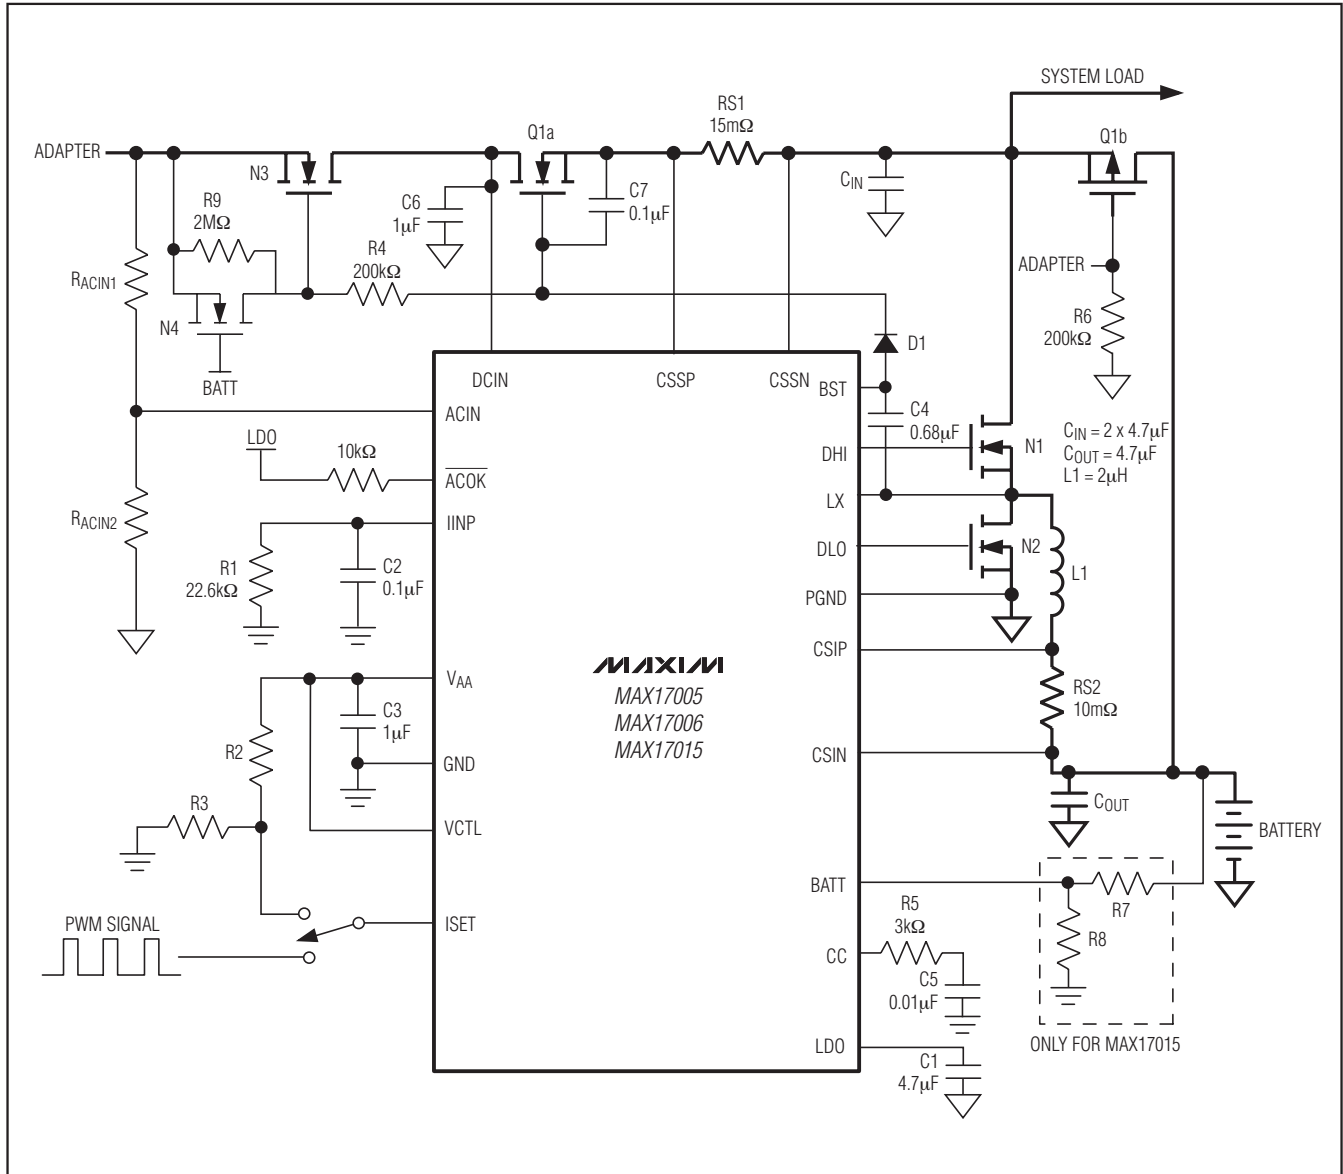 SYSTEM LOAD
RS1
15mΩ
Q1a
Q1b
ADAPTER
N3
C7
0.1μF
C6
1μF
CIN
R9
2MΩ
R4
200kΩ
ADAPTER
RACIN1
N4
R6
200kΩ
D1
BATT
DCIN
CSSP
CSSN
BST
ACIN
C4
0.68μF
CIN = 2 x 4.7μF
COUT = 4.7μF
L1 = 2μH
LDO
10kΩ
DHI
N1
ACOK
LX
RACIN2
IINP
DLO
N2
R1
22.6kΩ
C2
0.1μF
L1
PGND
CSIP
MAXIM
MAX17005
MAX17006
MAX17015
VAA
RS2
10mΩ
C3
1μF
R2
CSIN
GND
R3
COUT
VCTL
BATTERY
BATT
R7
PWM SIGNAL
ISET
R5
3kΩ
R8
CC
C5
0.01μF
LDO
ONLY FOR MAX17015
C1
4.7μF